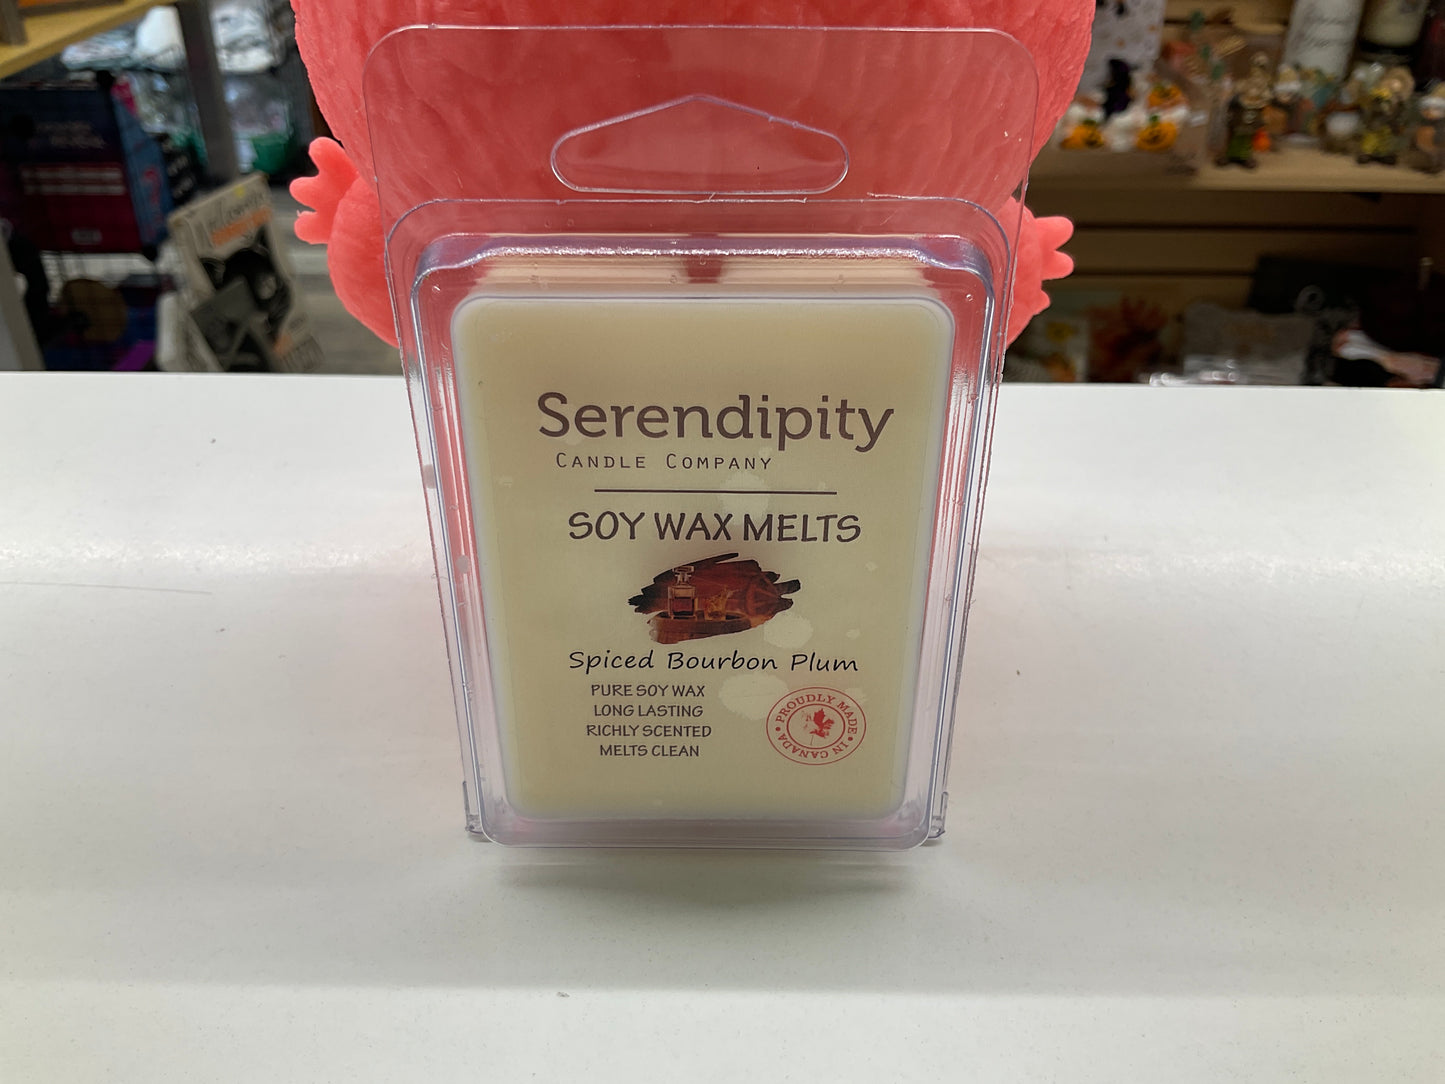 Serendipity
CANDLE COMPANY
SOY WAX MELTS
Spiced Bourbon Plum
PURE SOY WAX
LONG LASTING
RICHLY SCENTED
MELTS CLEAN
• PROUDLY MADE • IN CANADA